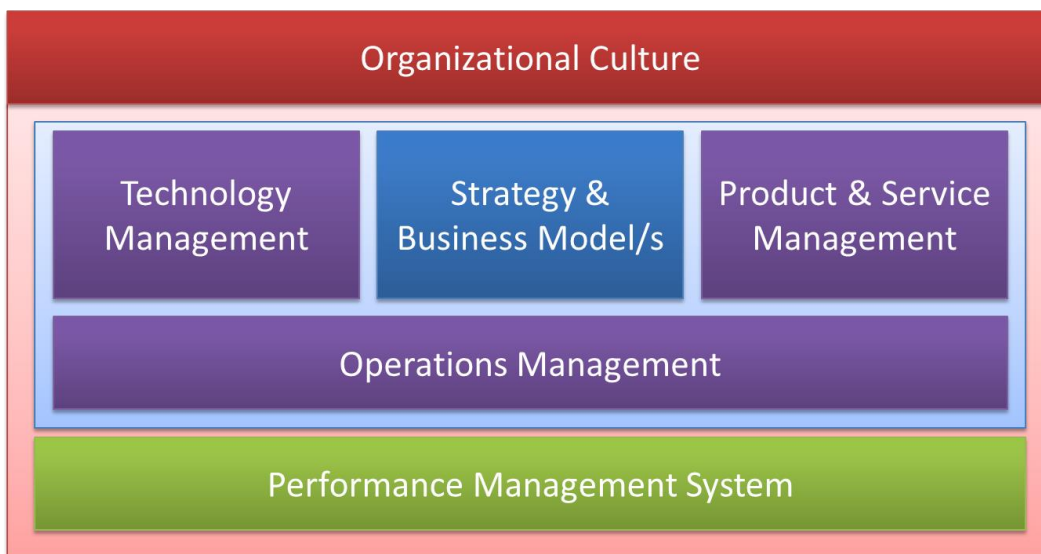 Organizational Culture
Technology
Management
Strategy &
Business Model/s
Product & Service
Management
Operations Management
Performance Management System